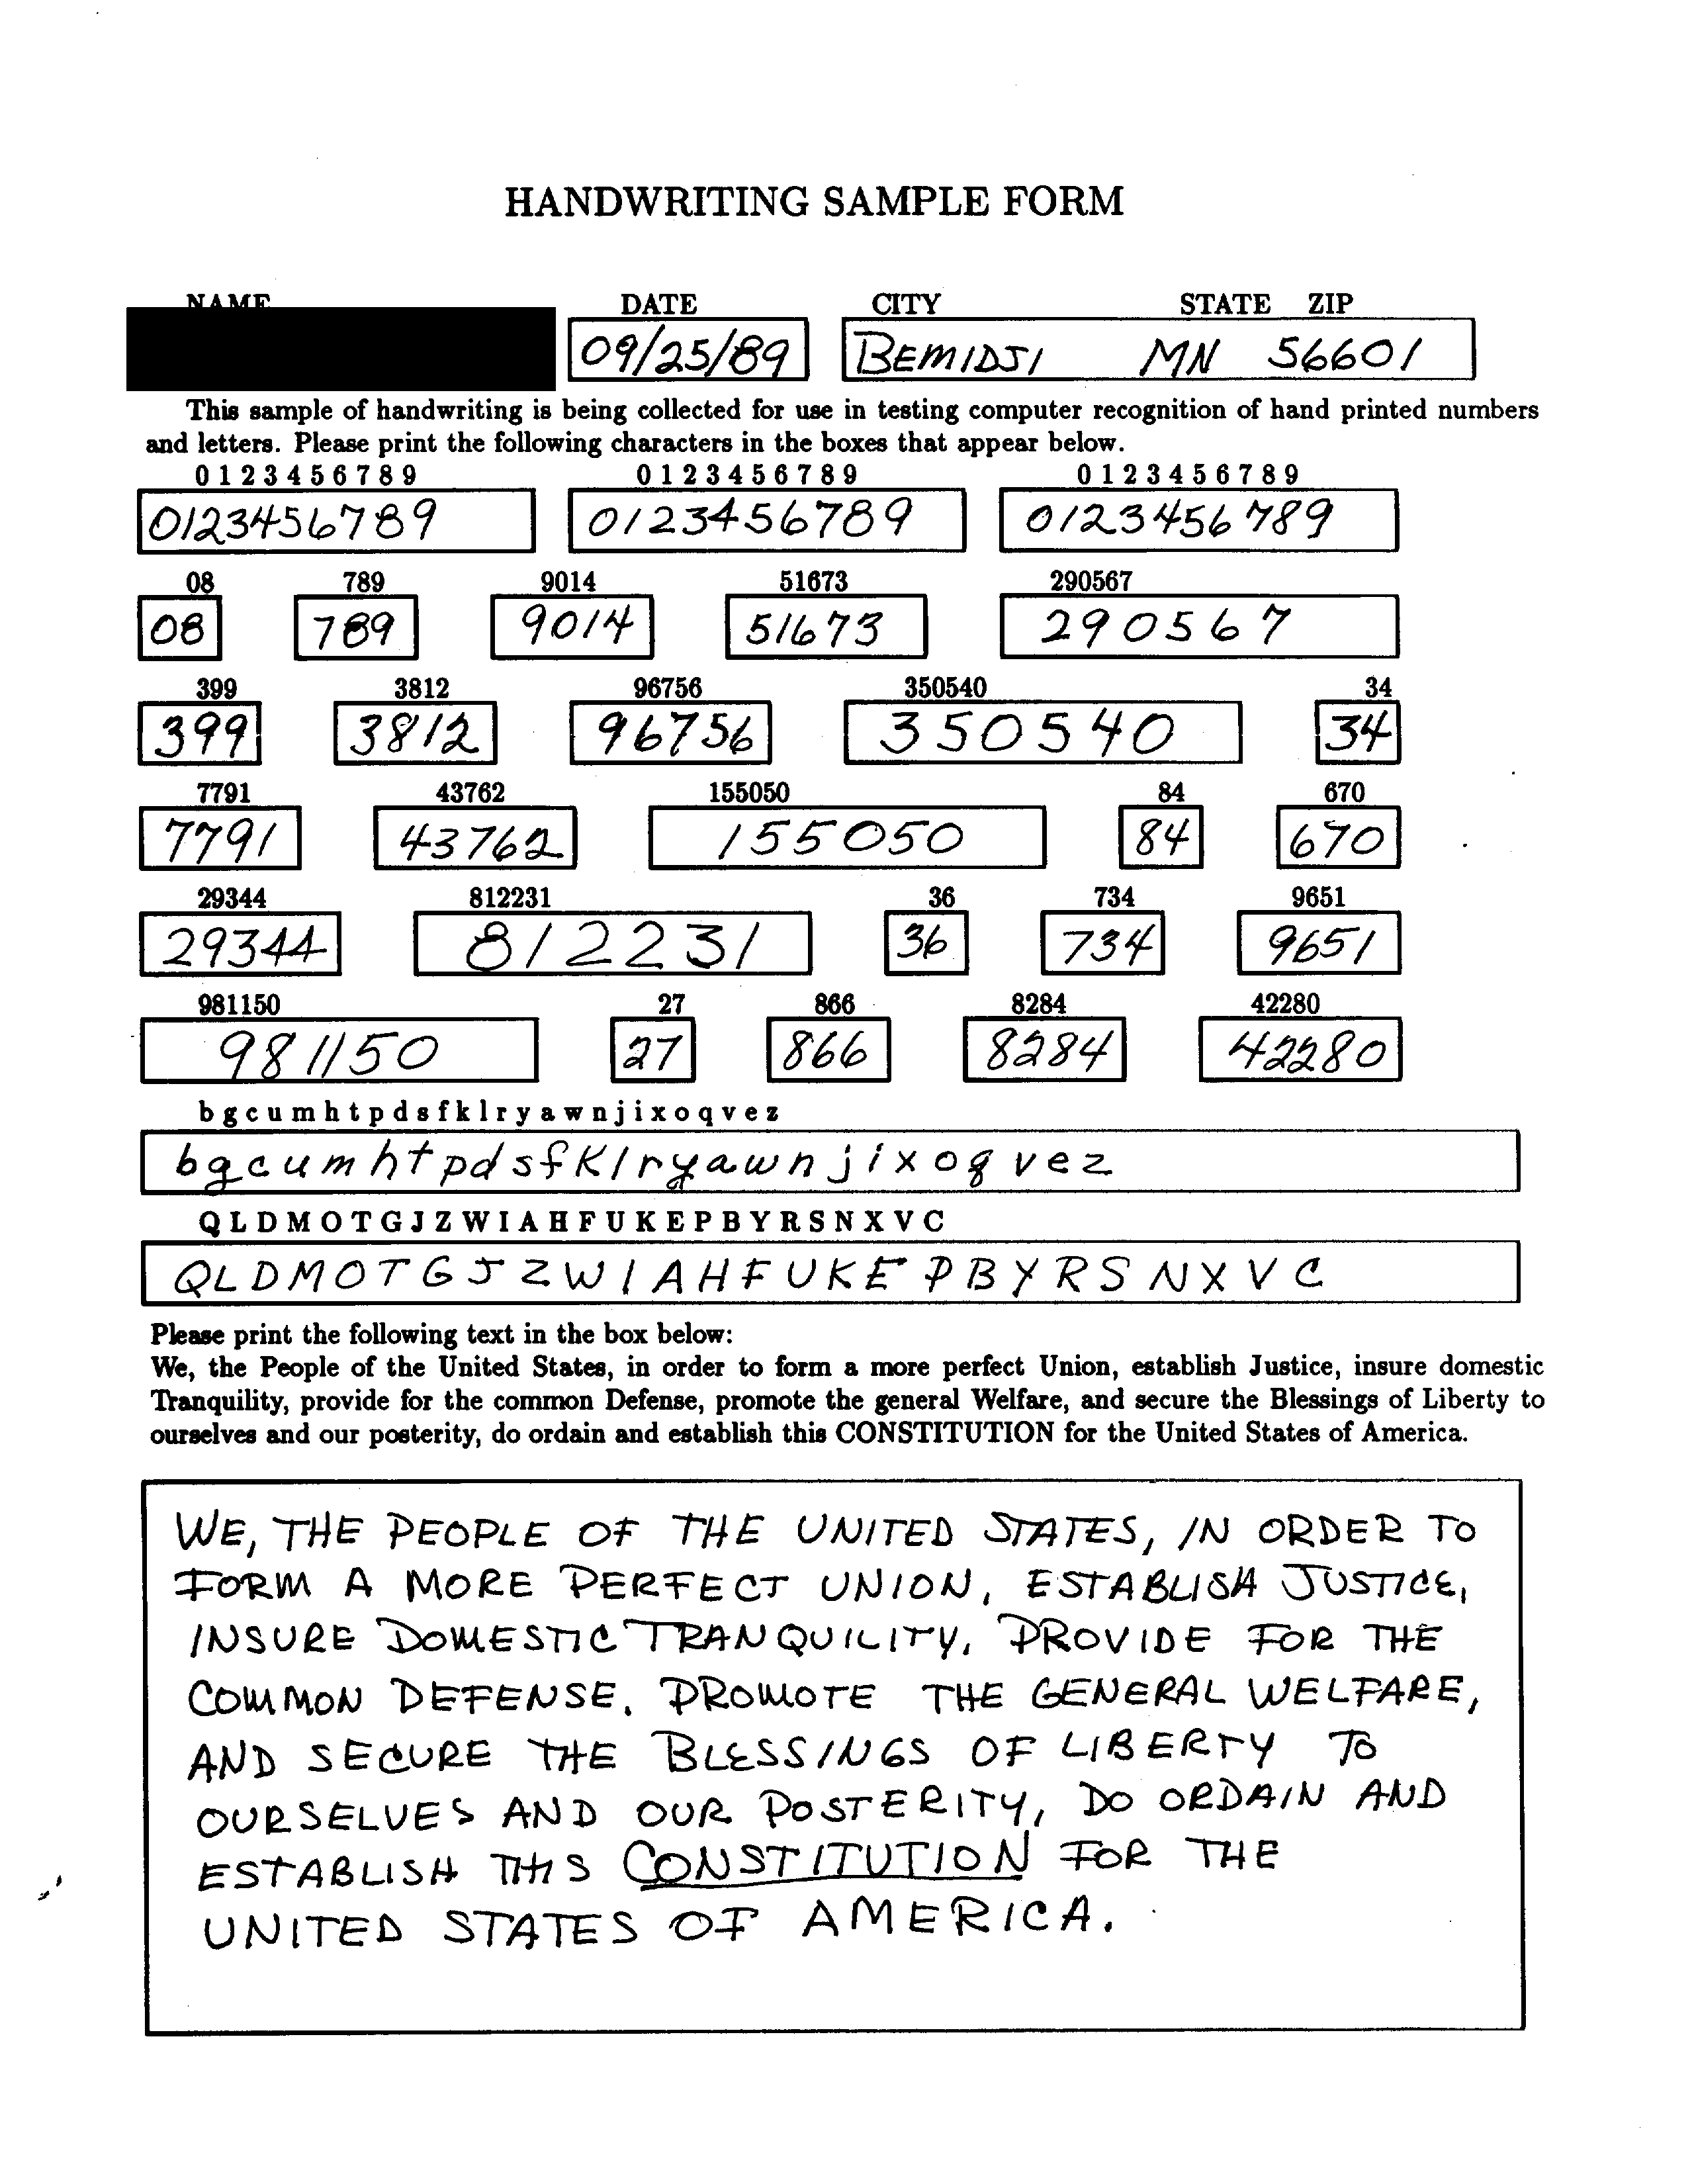 HANDWRITING SAMPLE FORM
NAME DATE CITY STATE ZIP
09/25/89 BEMIDJI MN 56601
This sample of handwriting is being collected for use in testing computer recognition of hand printed numbers
and letters. Please print the following characters in the boxes that appear below.
0 1 2 3 4 5 6 7 8 9 0 1 2 3 4 5 6 7 8 9 0 1 2 3 4 5 6 7 8 9
0123456789 0123456789 0123456789
08 789 9014 51673 290567
08 789 9014 51673 290567
399 3812 96756 350540 34
399 3812 96756 350540 34
7791 43762 155050 84 670
7791 43762 155050 84 670
29344 812231 36 734 9651
29344 812231 36 734 9651
981150 27 866 8284 42280
981150 27 866 8284 42280
b g c u m h t p d s f k l r y a w n j i x o q v e z
b g c u m h t p d s f K l r y a w n j i x o q v e z
Q L D M O T G J Z W I A H F U K E P B Y R S N X V C
Q L D M O T G J Z W I A H F U K E P B Y R S N X V C
Please print the following text in the box below:
We, the People of the United States, in order to form a more perfect Union, establish Justice, insure domestic
Tranquility, provide for the common Defense, promote the general Welfare, and secure the Blessings of Liberty to
ourselves and our posterity, do ordain and establish this CONSTITUTION for the United States of America.
WE, THE PEOPLE OF THE UNITED STATES, IN ORDER TO
FORM A MORE PERFECT UNION, ESTABLISH JUSTICE,
INSURE DOMESTIC TRANQUILITY, PROVIDE FOR THE
COMMON DEFENSE, PROMOTE THE GENERAL WELFARE,
AND SECURE THE BLESSINGS OF LIBERTY TO
OURSELVES AND OUR POSTERITY, DO ORDAIN AND
ESTABLISH THIS CONSTITUTION FOR THE
UNITED STATES OF AMERICA.